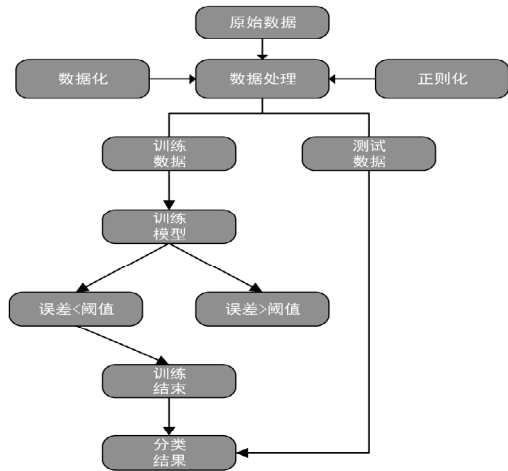 原始数据
数据化
数据处理
正则化
训练
数据
测试
数据
训练
模型
误差<阈值
误差>阈值
训练
结束
分类
结果